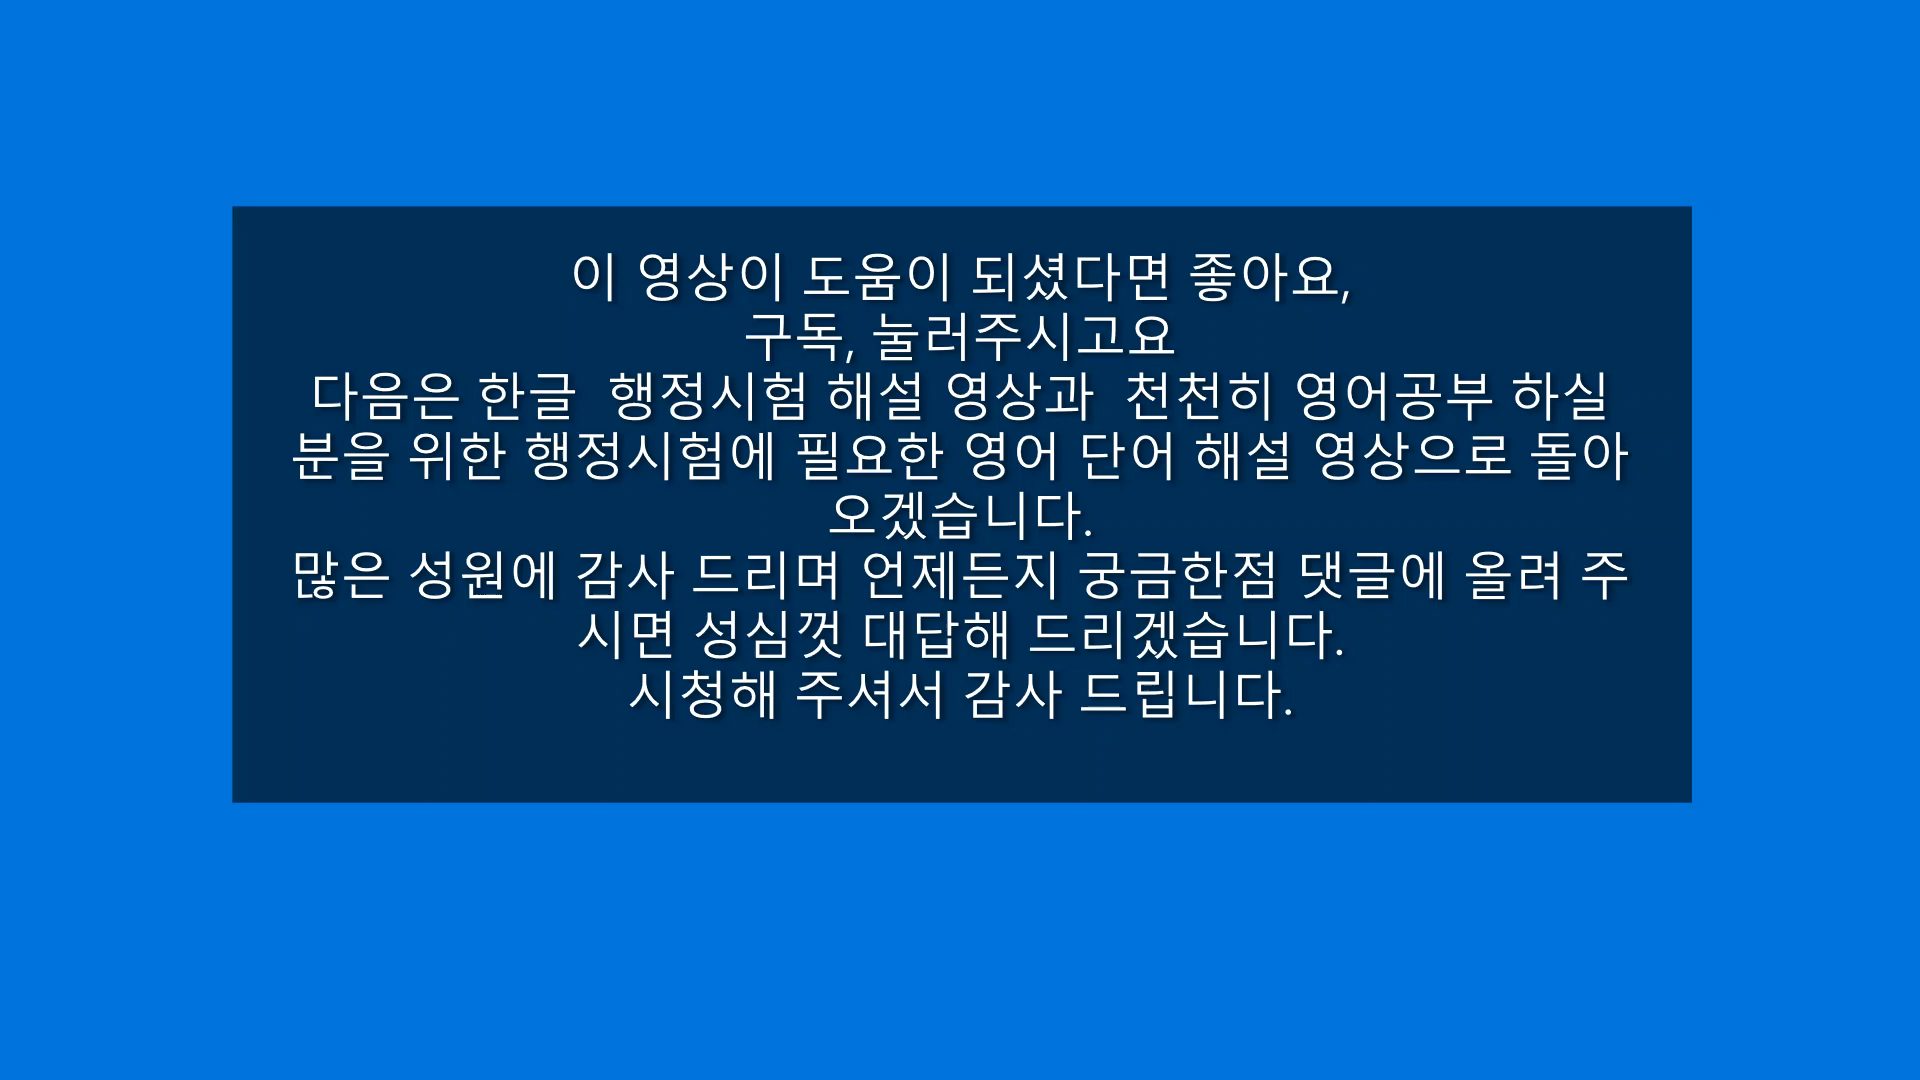 이 영상이 도움이 되셨다면 좋아요,
구독, 눌러주시고요
다음은 한글  행정시험 해설 영상과  천천히 영어공부 하실
분을 위한 행정시험에 필요한 영어 단어 해설 영상으로 돌아
오겠습니다.
많은 성원에 감사 드리며 언제든지 궁금한점 댓글에 올려 주
시면 성심껏 대답해 드리겠습니다.
시청해 주셔서 감사 드립니다.